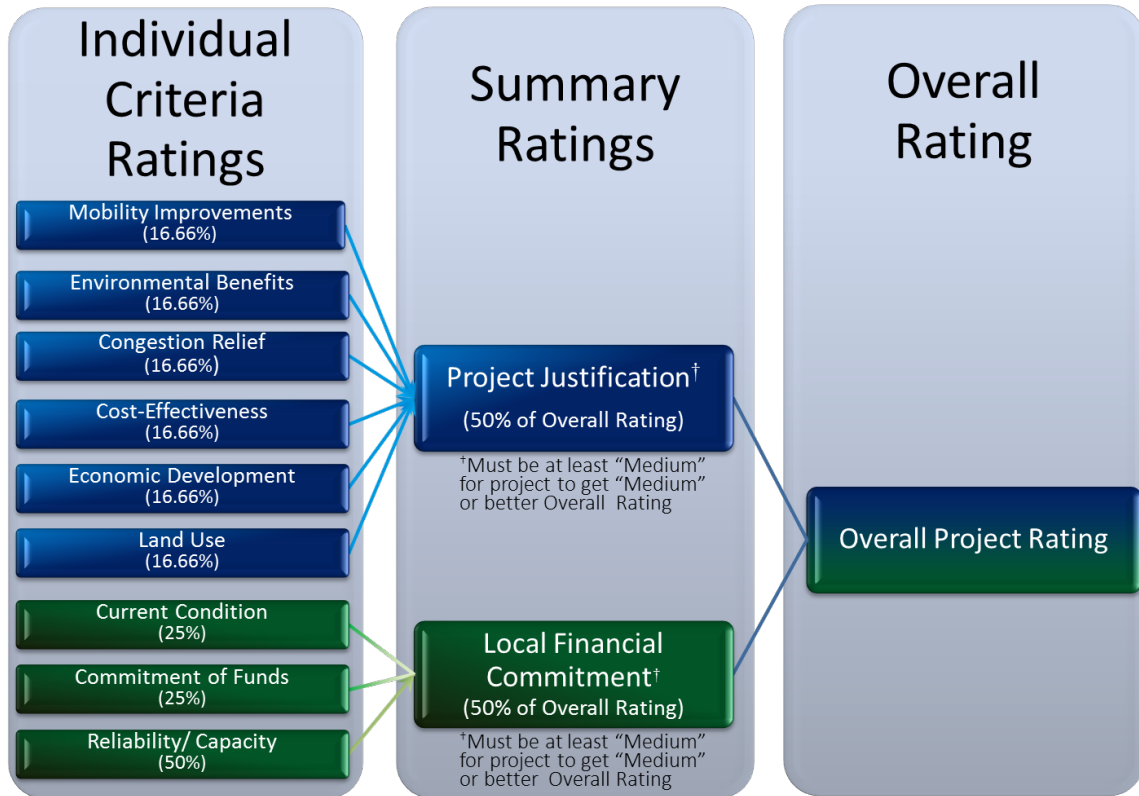 Individual
Criteria
Ratings
Mobility Improvements
(16.66%)
Environmental Benefits
(16.66%)
Congestion Relief
(16.66%)
Cost-Effectiveness
(16.66%)
Economic Development
(16.66%)
Land Use
(16.66%)
Current Condition
(25%)
Commitment of Funds
(25%)
Reliability/ Capacity
(50%)
Summary
Ratings
Project Justification†
(50% of Overall Rating)
†Must be at least “Medium”
for project to get “Medium”
or better Overall Rating
Local Financial
Commitment†
(50% of Overall Rating)
†Must be at least “Medium”
for project to get “Medium”
or better Overall Rating
Overall
Rating
Overall Project Rating